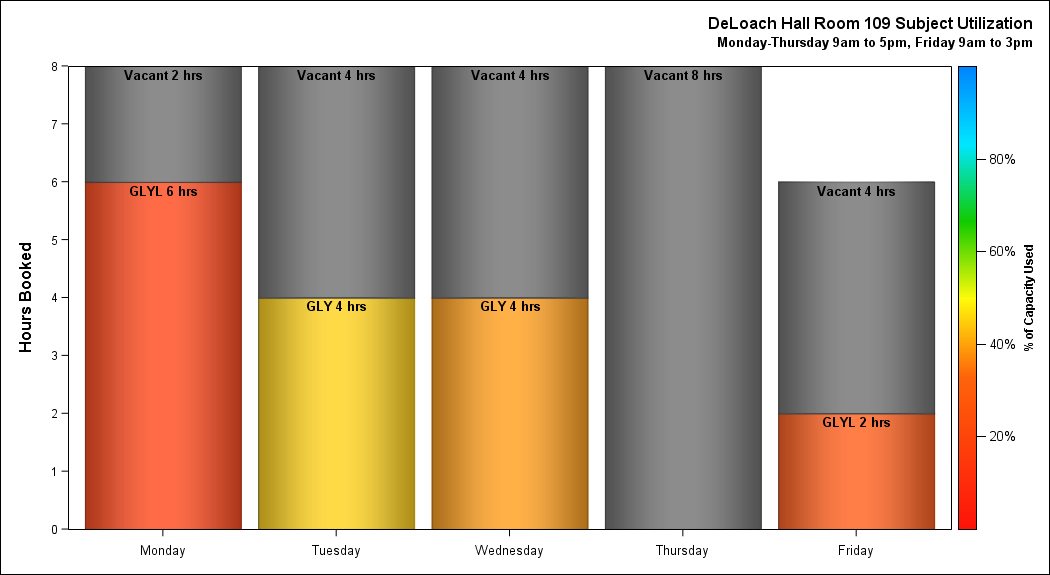 DeLoach Hall Room 109 Subject Utilization
Monday-Thursday 9am to 5pm, Friday 9am to 3pm
Hours Booked
8
7
6
5
4
3
2
1
0
Vacant 2 hrs
GLYL 6 hrs
Vacant 4 hrs
GLY 4 hrs
Vacant 4 hrs
GLY 4 hrs
Vacant 8 hrs
Vacant 4 hrs
GLYL 2 hrs
Monday
Tuesday
Wednesday
Thursday
Friday
80%
60%
40%
20%
% of Capacity Used